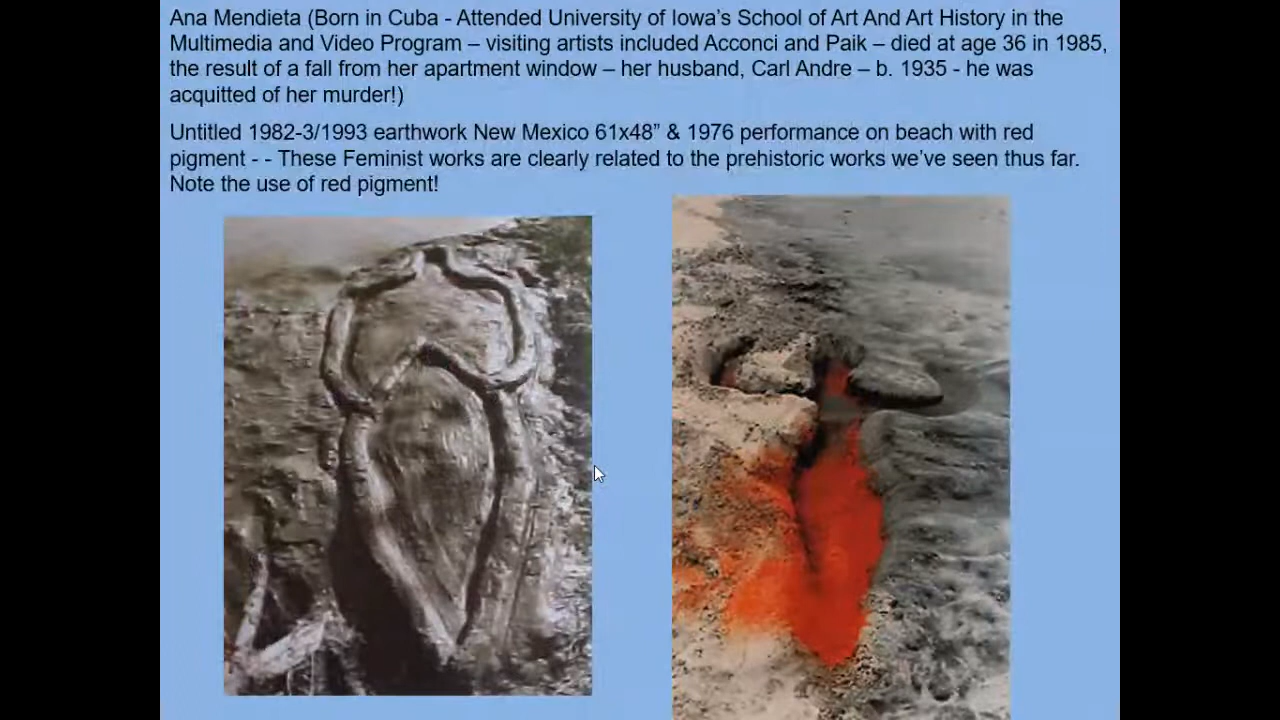 Ana Mendieta (Born in Cuba - Attended University of Iowa’s School of Art And Art History in the
Multimedia and Video Program – visiting artists included Acconci and Paik – died at age 36 in 1985,
the result of a fall from her apartment window – her husband, Carl Andre – b. 1935 - he was
acquitted of her murder!)
Untitled 1982-3/1993 earthwork New Mexico 61x48” & 1976 performance on beach with red
pigment - - These Feminist works are clearly related to the prehistoric works we’ve seen thus far.
Note the use of red pigment!